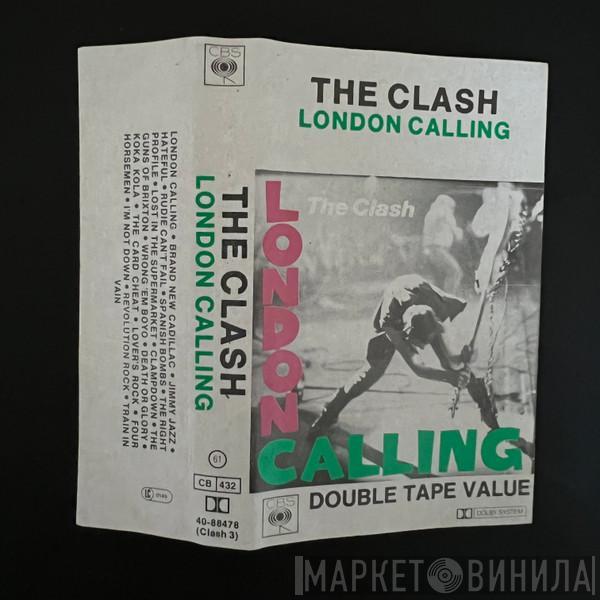 LONDON CALLING • BRAND NEW CADILLAC • JIMMY JAZZ •
HATEFUL • RUDIE CAN'T FAIL • SPANISH BOMBS • THE RIGHT
PROFILE • LOST IN THE SUPERMARKET • CLAMPDOWN • THE
GUNS OF BRIXTON • WRONG 'EM BOYO • DEATH OR GLORY •
KOKA KOLA • THE CARD CHEAT • LOVER'S ROCK • FOUR
HORSEMEN • I'M NOT DOWN • REVOLUTION ROCK • TRAIN IN
VAIN
CBS
THE CLASH
LONDON CALLING
61
CB 432
40-88478
(Clash 3)
THE CLASH
LONDON CALLING
The Clash
LONDON
CALLING
CBS
DOUBLE TAPE VALUE
DOLBY SYSTEM
МАРКЕТ ВИНИЛА